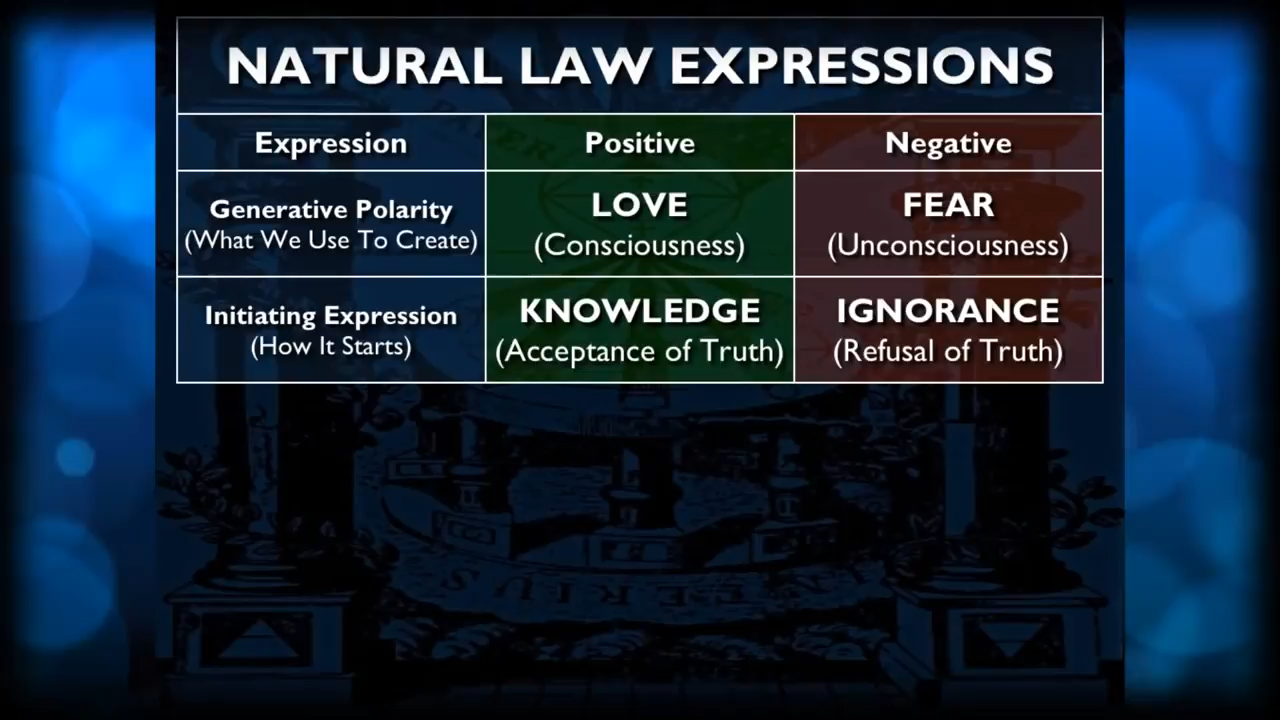 NATURAL LAW EXPRESSIONS
Expression
Positive
Negative
Generative Polarity
(What We Use To Create)
LOVE
(Consciousness)
FEAR
(Unconsciousness)
Initiating Expression
(How It Starts)
KNOWLEDGE
(Acceptance of Truth)
IGNORANCE
(Refusal of Truth)